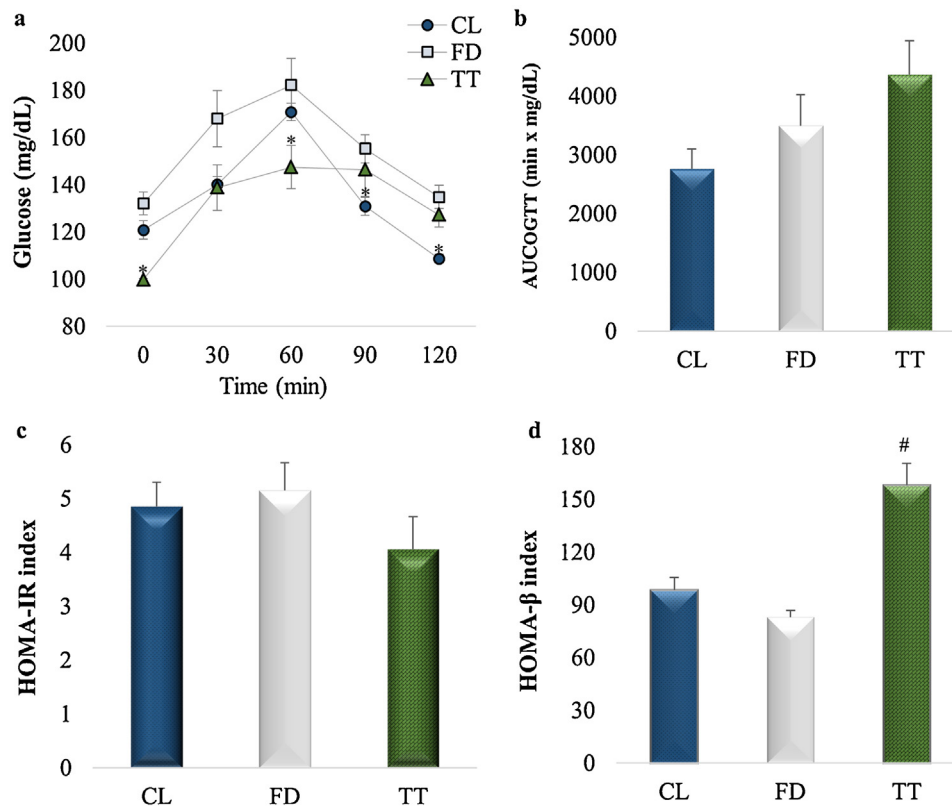 a
Glucose (mg/dL)
200
180
160
140
120
100
80
CL
FD
TT
*
*
*
*
0 30 60 90 120
Time (min)
b
AUCOGTT (min x mg/dL)
5000
4000
3000
2000
1000
0
CL FD TT
c
HOMA-IR index
6
5
4
3
2
1
0
CL FD TT
d
HOMA-β index
180
150
120
90
60
30
0
#
CL FD TT